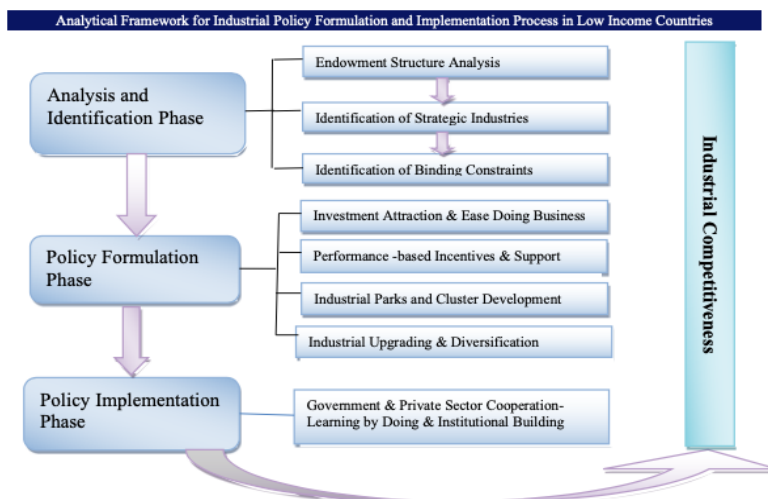 Analytical Framework for Industrial Policy Formulation and Implementation Process in Low Income Countries
Analysis and
Identification Phase
Endowment Structure Analysis
Identification of Strategic Industries
Identification of Binding Constraints
Policy Formulation
Phase
Investment Attraction & Ease Doing Business
Performance -based Incentives & Support
Industrial Parks and Cluster Development
Industrial Upgrading & Diversification
Policy Implementation
Phase
Government & Private Sector Cooperation-
Learning by Doing & Institutional Building
Industrial Competitiveness